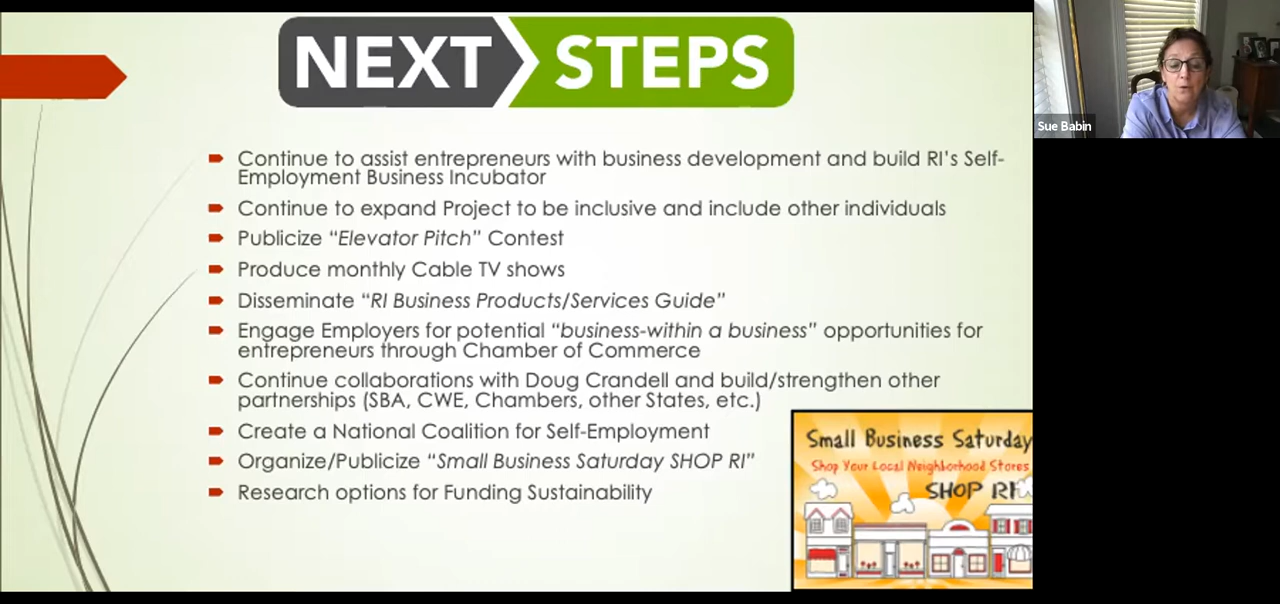 NEXT STEPS
Sue Babin
Continue to assist entrepreneurs with business development and build RI's Self-
Employment Business Incubator
Continue to expand Project to be inclusive and include other individuals
Publicize “Elevator Pitch” Contest
Produce monthly Cable TV shows
Disseminate “RI Business Products/Services Guide”
Engage Employers for potential “business-within a business” opportunities for
entrepreneurs through Chamber of Commerce
Continue collaborations with Doug Crandell and build/strengthen other
partnerships (SBA, CWE, Chambers, other States, etc.)
Create a National Coalition for Self-Employment
Organize/Publicize “Small Business Saturday SHOP RI”
Research options for Funding Sustainability
Small Business Saturday
Shop Your Local Neighborhood Stores
SHOP RI